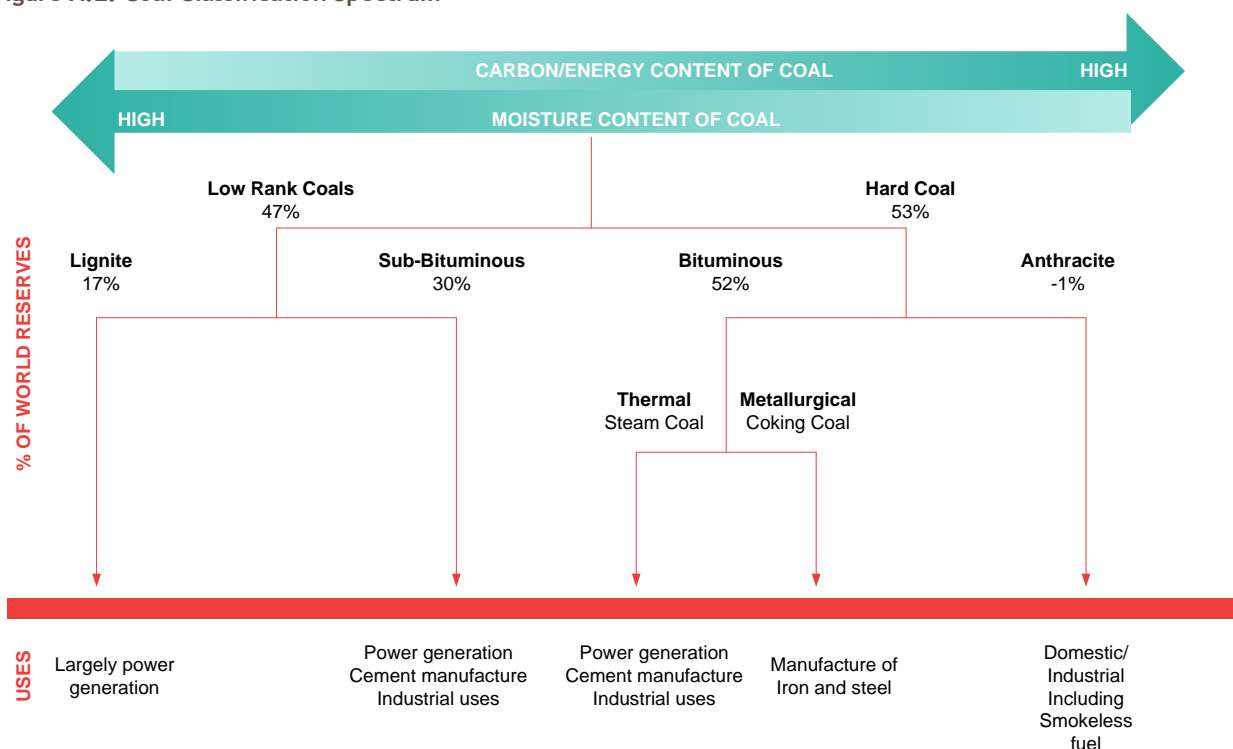 CARBON/ENERGY CONTENT OF COAL HIGH
HIGH MOISTURE CONTENT OF COAL
Low Rank Coals
47%
Hard Coal
53%
% OF WORLD RESERVES
Lignite
17%
Sub-Bituminous
30%
Bituminous
52%
Anthracite
-1%
Thermal
Steam Coal
Metallurgical
Coking Coal
USES
Largely power
generation
Power generation
Cement manufacture
Industrial uses
Power generation
Cement manufacture
Industrial uses
Manufacture of
Iron and steel
Domestic/
Industrial
Including
Smokeless
fuel